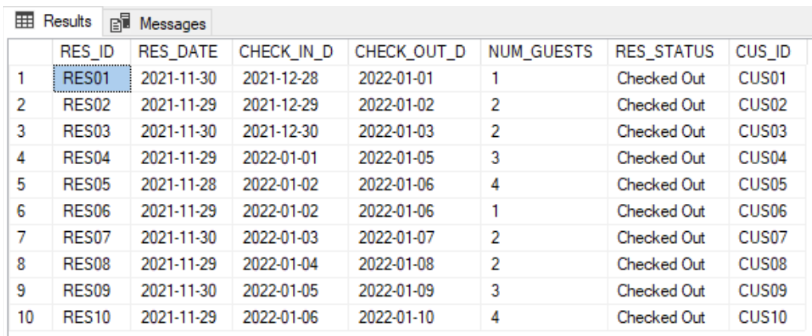 Results Messages
RES_ID RES_DATE CHECK_IN_D CHECK_OUT_D NUM_GUESTS RES_STATUS CUS_ID
1 RES01 2021-11-30 2021-12-28 2022-01-01 1 Checked Out CUS01
2 RES02 2021-11-29 2021-12-29 2022-01-02 2 Checked Out CUS02
3 RES03 2021-11-30 2021-12-30 2022-01-03 2 Checked Out CUS03
4 RES04 2021-11-29 2022-01-01 2022-01-05 3 Checked Out CUS04
5 RES05 2021-11-28 2022-01-02 2022-01-06 4 Checked Out CUS05
6 RES06 2021-11-29 2022-01-02 2022-01-06 1 Checked Out CUS06
7 RES07 2021-11-30 2022-01-03 2022-01-07 2 Checked Out CUS07
8 RES08 2021-11-29 2022-01-04 2022-01-08 2 Checked Out CUS08
9 RES09 2021-11-30 2022-01-05 2022-01-09 3 Checked Out CUS09
10 RES10 2021-11-29 2022-01-06 2022-01-10 4 Checked Out CUS10